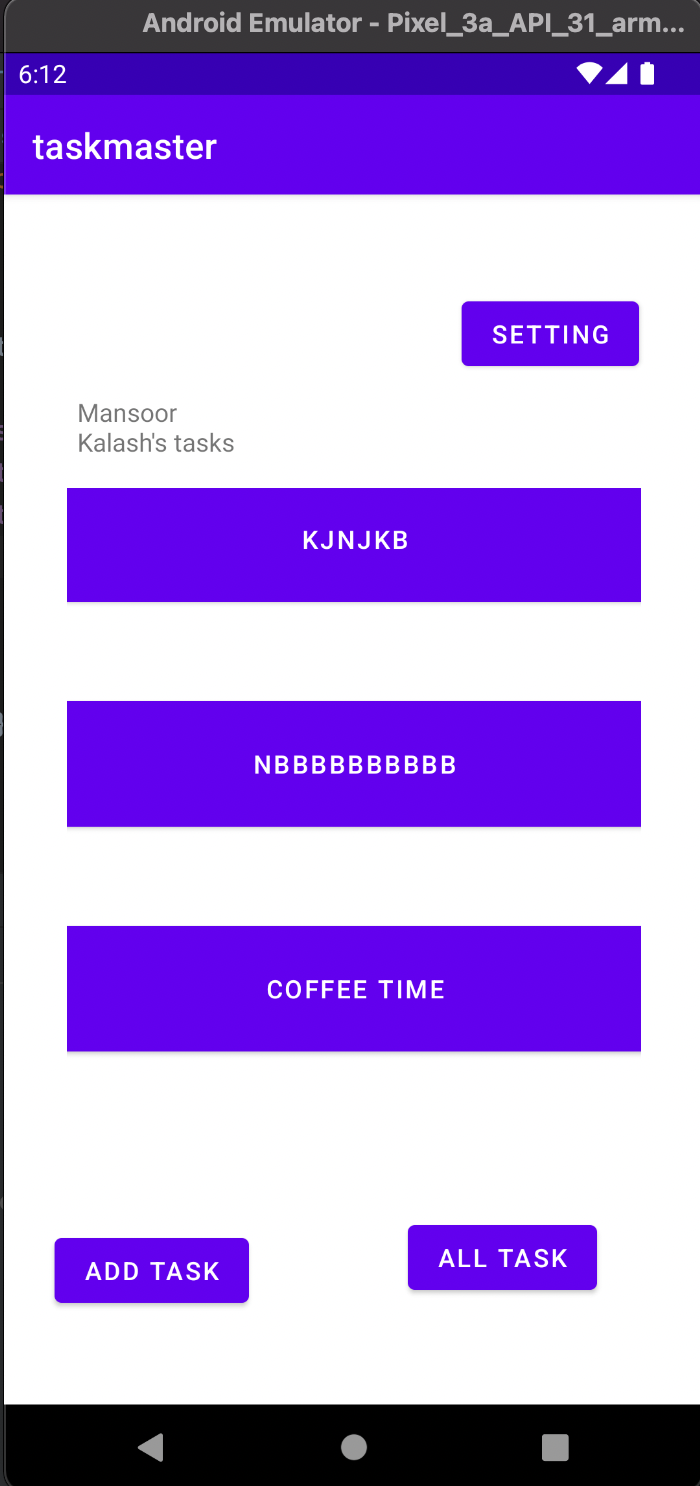 Android Emulator - Pixel_3a_API_31_arm...
6:12
taskmaster
SETTING
Mansoor
Kalash's tasks
KJNJKB
NBBBBBBBBBB
COFFEE TIME
ADD TASK
ALL TASK